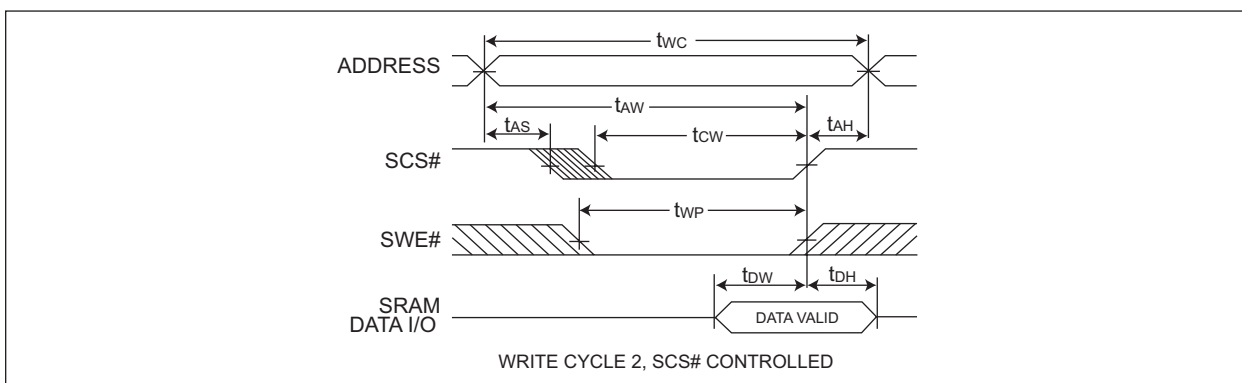 tWC
ADDRESS
tAW
tAS
tCW
tAH
SCS#
tWP
SWE#
tDW
tDH
SRAM
DATA I/O
DATA VALID
WRITE CYCLE 2, SCS# CONTROLLED